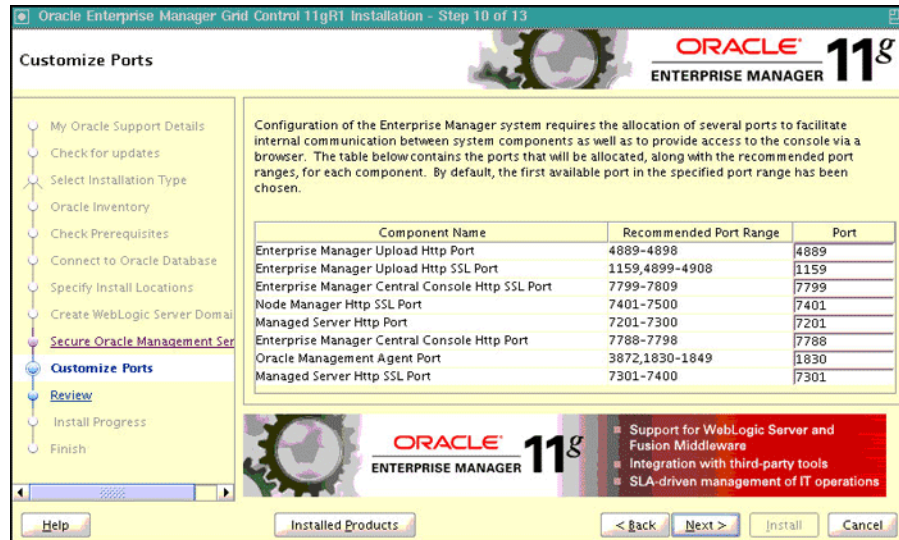 Oracle Enterprise Manager Grid Control 11gR1 Installation - Step 10 of 13
Customize Ports
ORACLE
ENTERPRISE MANAGER
11g
My Oracle Support Details
Check for updates
Select Installation Type
Oracle Inventory
Check Prerequisites
Connect to Oracle Database
Specify Install Locations
Create WebLogic Server Domai
Secure Oracle Management Ser
Customize Ports
Review
Install Progress
Finish
Configuration of the Enterprise Manager system requires the allocation of several ports to facilitate
internal communication between system components as well as to provide access to the console via a
browser. The table below contains the ports that will be allocated, along with the recommended port
ranges, for each component. By default, the first available port in the specified port range has been
chosen.
Component Name Recommended Port Range Port
Enterprise Manager Upload Http Port 4889-4898 4889
Enterprise Manager Upload Http SSL Port 1159,4899-4908 1159
Enterprise Manager Central Console Http SSL Port 7799-7809 7799
Node Manager Http SSL Port 7401-7500 7401
Managed Server Http Port 7201-7300 7201
Enterprise Manager Central Console Http Port 7788-7798 7788
Oracle Management Agent Port 3872,1830-1849 1830
Managed Server Http SSL Port 7301-7400 7301
ORACLE
ENTERPRISE MANAGER
11g
Support for WebLogic Server and
Fusion Middleware
Integration with third-party tools
SLA-driven management of IT operations
Help Installed Products < Back Next > Install Cancel